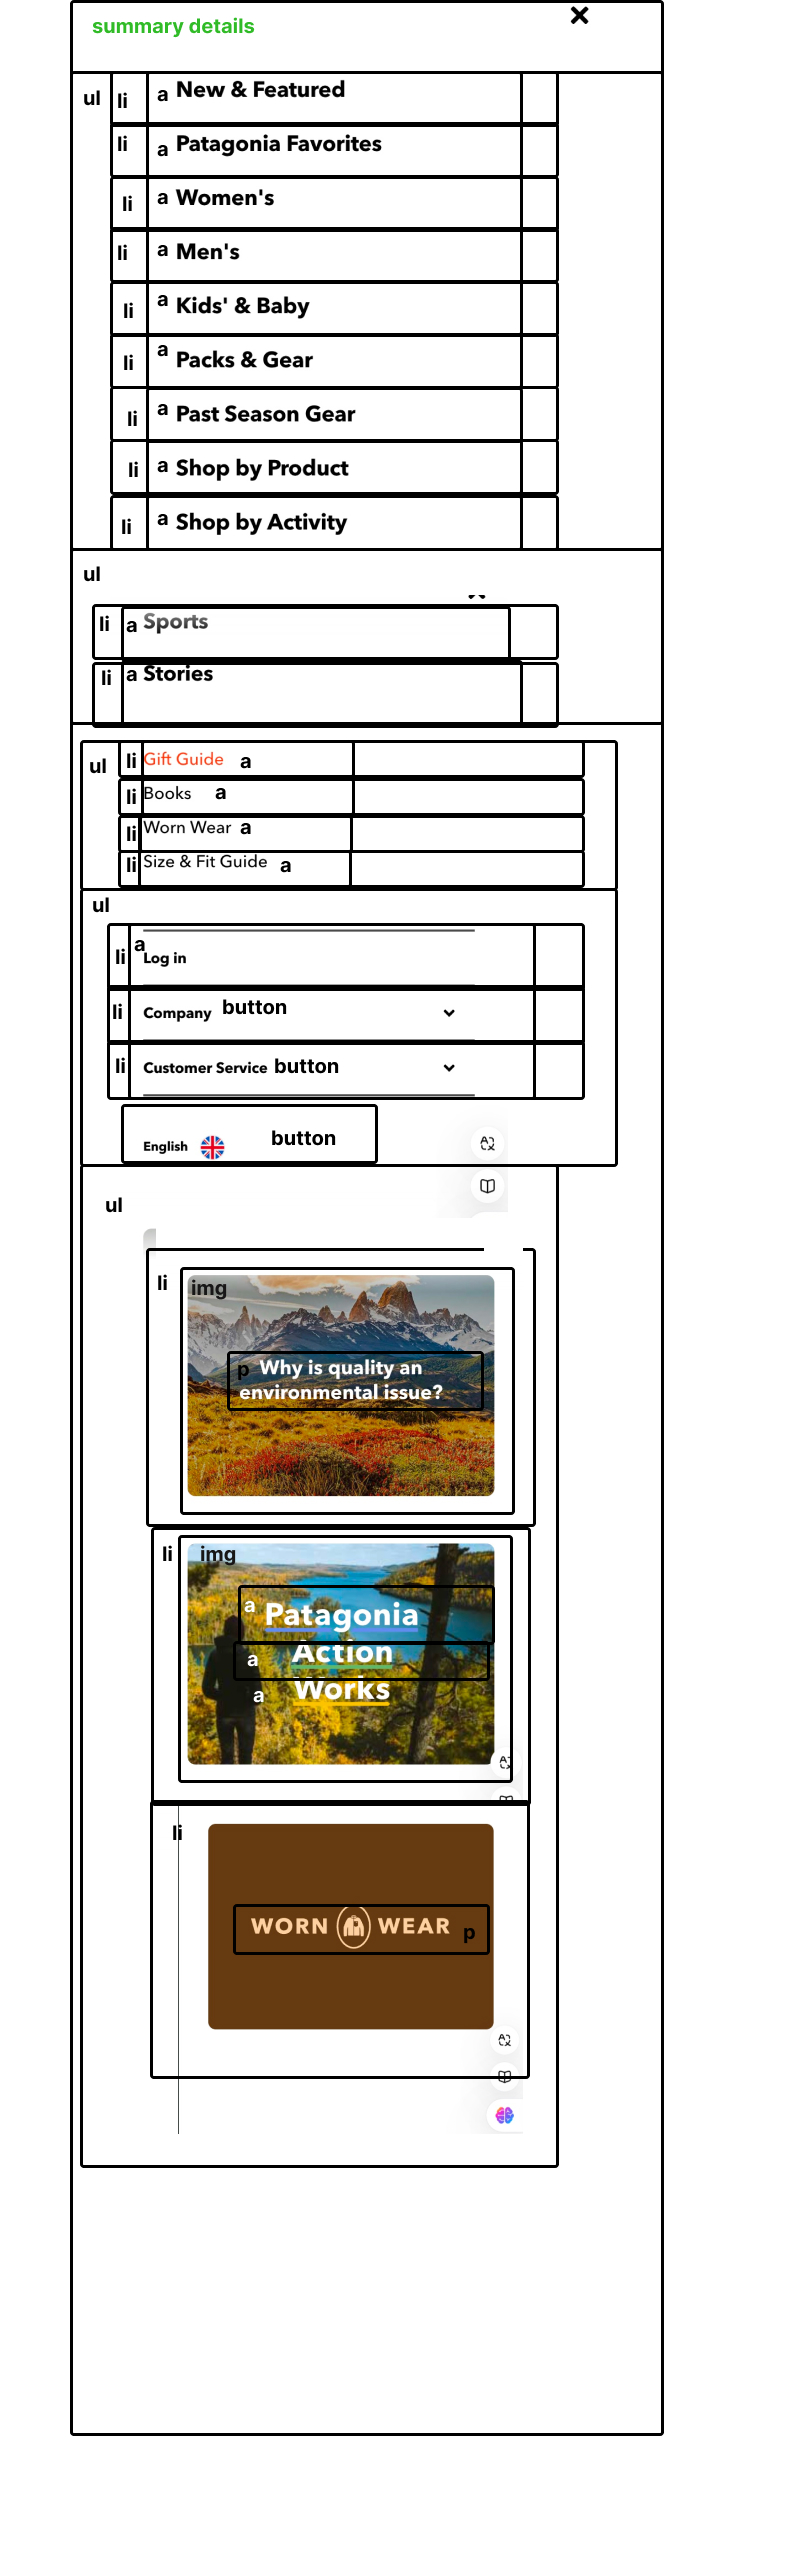 summary details
ul li a New & Featured
li a Patagonia Favorites
li a Women's
li a Men's
li a Kids' & Baby
li a Packs & Gear
li a Past Season Gear
li a Shop by Product
li a Shop by Activity
ul
li a Sports
li a Stories
ul li Gift Guide a
li Books a
li Worn Wear a
li Size & Fit Guide a
ul
li a Log in
li Company button
li Customer Service button
English button
ul
li img
p Why is quality an
environmental issue?
li img
a Patagonia
a Action
a Works
li
WORN WEAR p